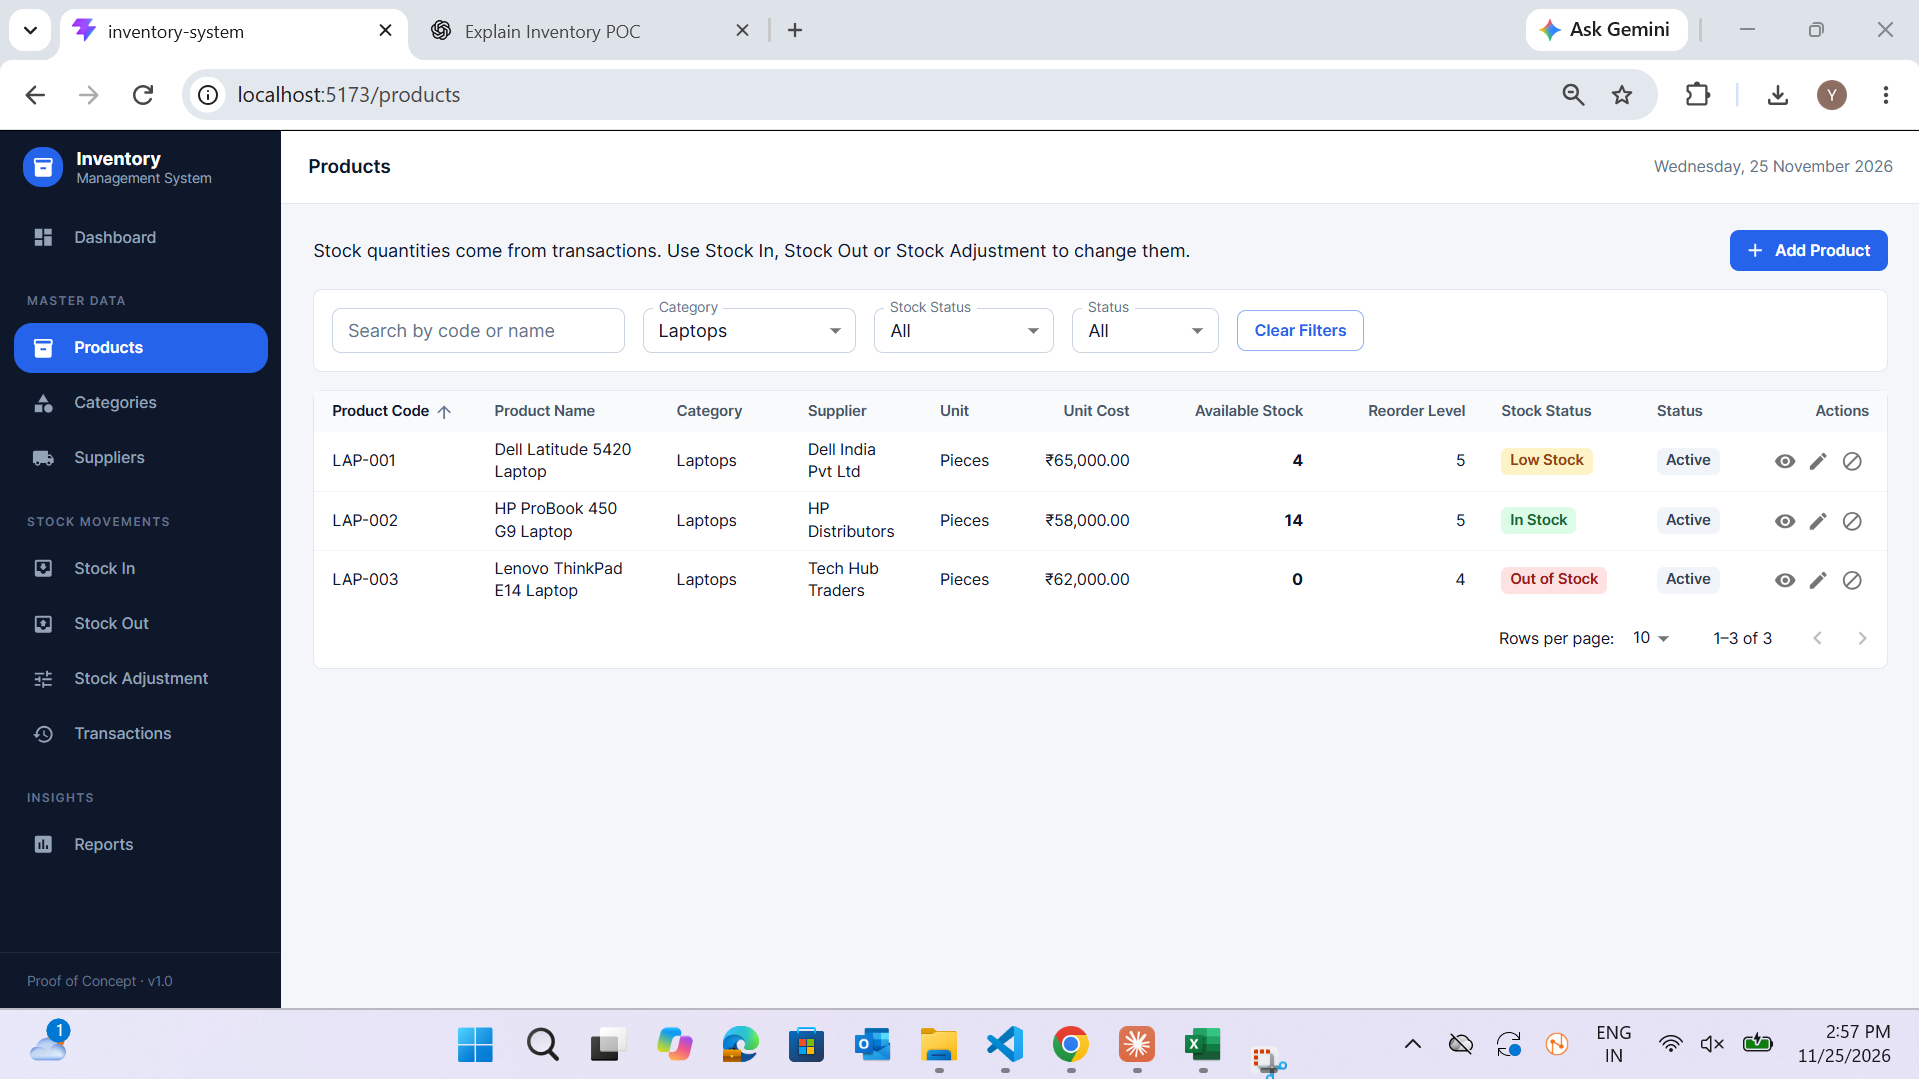 inventory-system
Explain Inventory POC
Ask Gemini
localhost:5173/products
Y
Inventory
Management System
Dashboard
MASTER DATA
Products
Categories
Suppliers
STOCK MOVEMENTS
Stock In
Stock Out
Stock Adjustment
Transactions
INSIGHTS
Reports
Proof of Concept · v1.0
Products
Wednesday, 25 November 2026
Stock quantities come from transactions. Use Stock In, Stock Out or Stock Adjustment to change them.
Add Product
Search by code or name
Category
Laptops
Stock Status
All
Status
All
Clear Filters
Product Code Product Name Category Supplier Unit Unit Cost Available Stock Reorder Level Stock Status Status Actions
LAP-001 Dell Latitude 5420 Laptop Laptops Dell India Pvt Ltd Pieces ₹65,000.00 4 5 Low Stock Active
LAP-002 HP ProBook 450 G9 Laptop Laptops HP Distributors Pieces ₹58,000.00 14 5 In Stock Active
LAP-003 Lenovo ThinkPad E14 Laptop Laptops Tech Hub Traders Pieces ₹62,000.00 0 4 Out of Stock Active
Rows per page: 10 1–3 of 3
1
ENG
IN
2:57 PM
11/25/2026